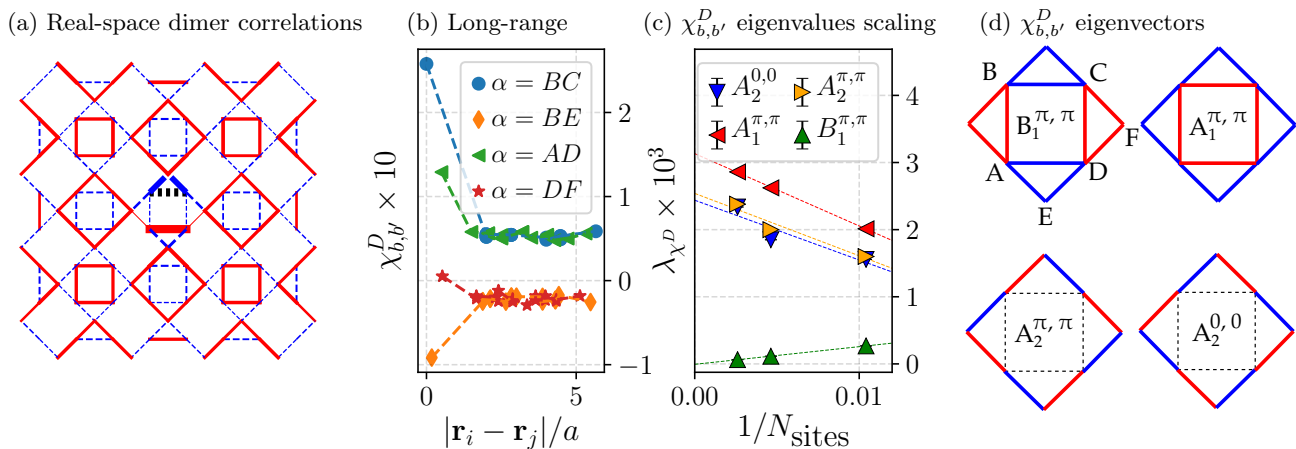 (a) Real-space dimer correlations
(b) Long-range
(c) χ^D_{b,b′} eigenvalues scaling
(d) χ^D_{b,b′} eigenvectors
α = BC
α = BE
α = AD
α = DF
2
1
0
−1
χ^D_{b,b′} × 10
0
5
|r_i − r_j|/a
A_2^{0,0}
A_2^{π,π}
A_1^{π,π}
B_1^{π,π}
4
3
2
1
0
λ_{χ^D} × 10^3
0.00
0.01
1/N_sites
B
C
B_1^{π, π}
A_1^{π, π}
F
A
D
E
A_2^{π, π}
A_2^{0, 0}